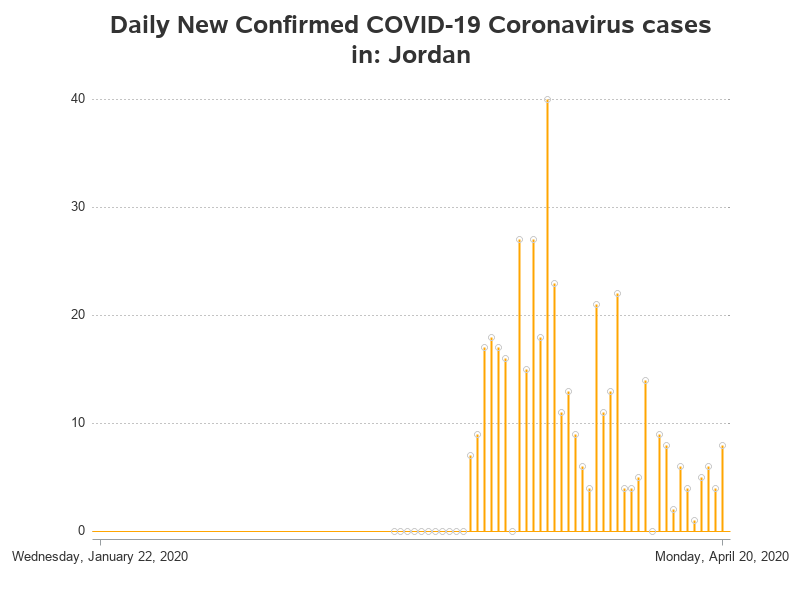 Daily New Confirmed COVID-19 Coronavirus cases
in: Jordan
40
30
20
10
0
Wednesday, January 22, 2020
Monday, April 20, 2020